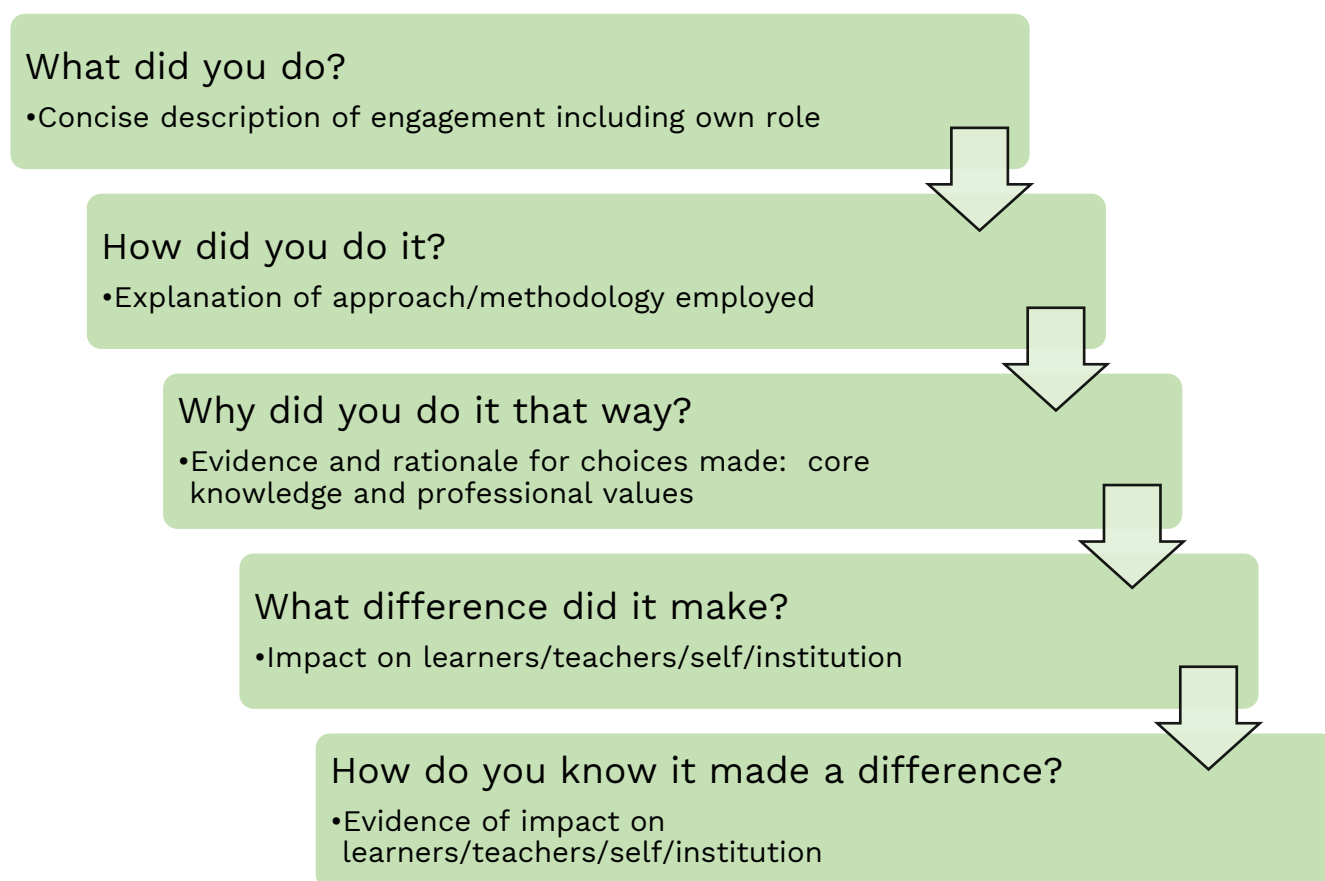 What did you do?
•Concise description of engagement including own role
How did you do it?
•Explanation of approach/methodology employed
Why did you do it that way?
•Evidence and rationale for choices made:  core
knowledge and professional values
What difference did it make?
•Impact on learners/teachers/self/institution
How do you know it made a difference?
•Evidence of impact on
learners/teachers/self/institution